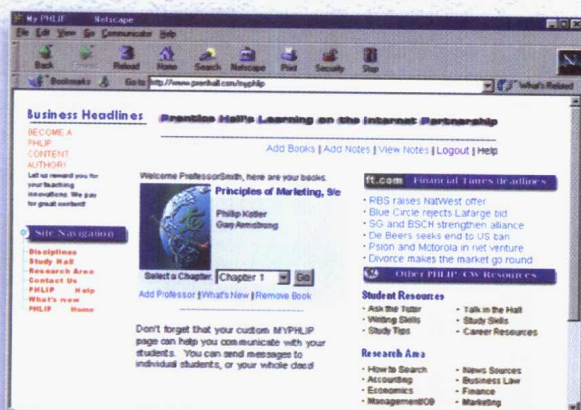 My PHLIF Netscape
File Edit View Go Communicator Help
Back
Reload
Home
Search
Netscape
Print
Security
Stop
Bookmarks
Go to: http://www.prenhall.com/myphlip
What's Related
Business Headlines
BECOME A
PHLIP
CONTENT
AUTHOR!
Let us reward you for
your teaching
innovations. We pay
for great content!
Site Navigation
Disciplines
Study Hall
Research Area
Contact Us
PHLIP Help
What's new
PHLIP Home
Prentice Hall's Learning on the Internet Partnership
Add Books | Add Notes | View Notes | Logout | Help
Welcome ProfessorSmith, here are your books.
Principles of Marketing, 9/e
Phillip Kotler
Gary Armstrong
Select a Chapter: Chapter 1 Go
Add Professor | What's New | Remove Book
Don't forget that your custom MYPHLIP
page can help you communicate with your
students. You can send messages to
individual students, or your whole class!
ft.com Financial Times Headlines
· RBS raises NatWest offer
· Blue Circle rejects Lafarge bid
· SG and BSCH strengthen alliance
· De Beers seeks end to US ban
· Psion and Motorola in net venture
· Divorce makes the market go round
Other PHLIP/CW Resources
Student Resources
· Ask the Tutor
· Writing Skills
· Study Tips
· Talk in the Hall
· Study Skills
· Career Resources
Research Area
· How to Search
· Accounting
· Economics
· Management/OB
· News Sources
· Business Law
· Finance
· Marketing